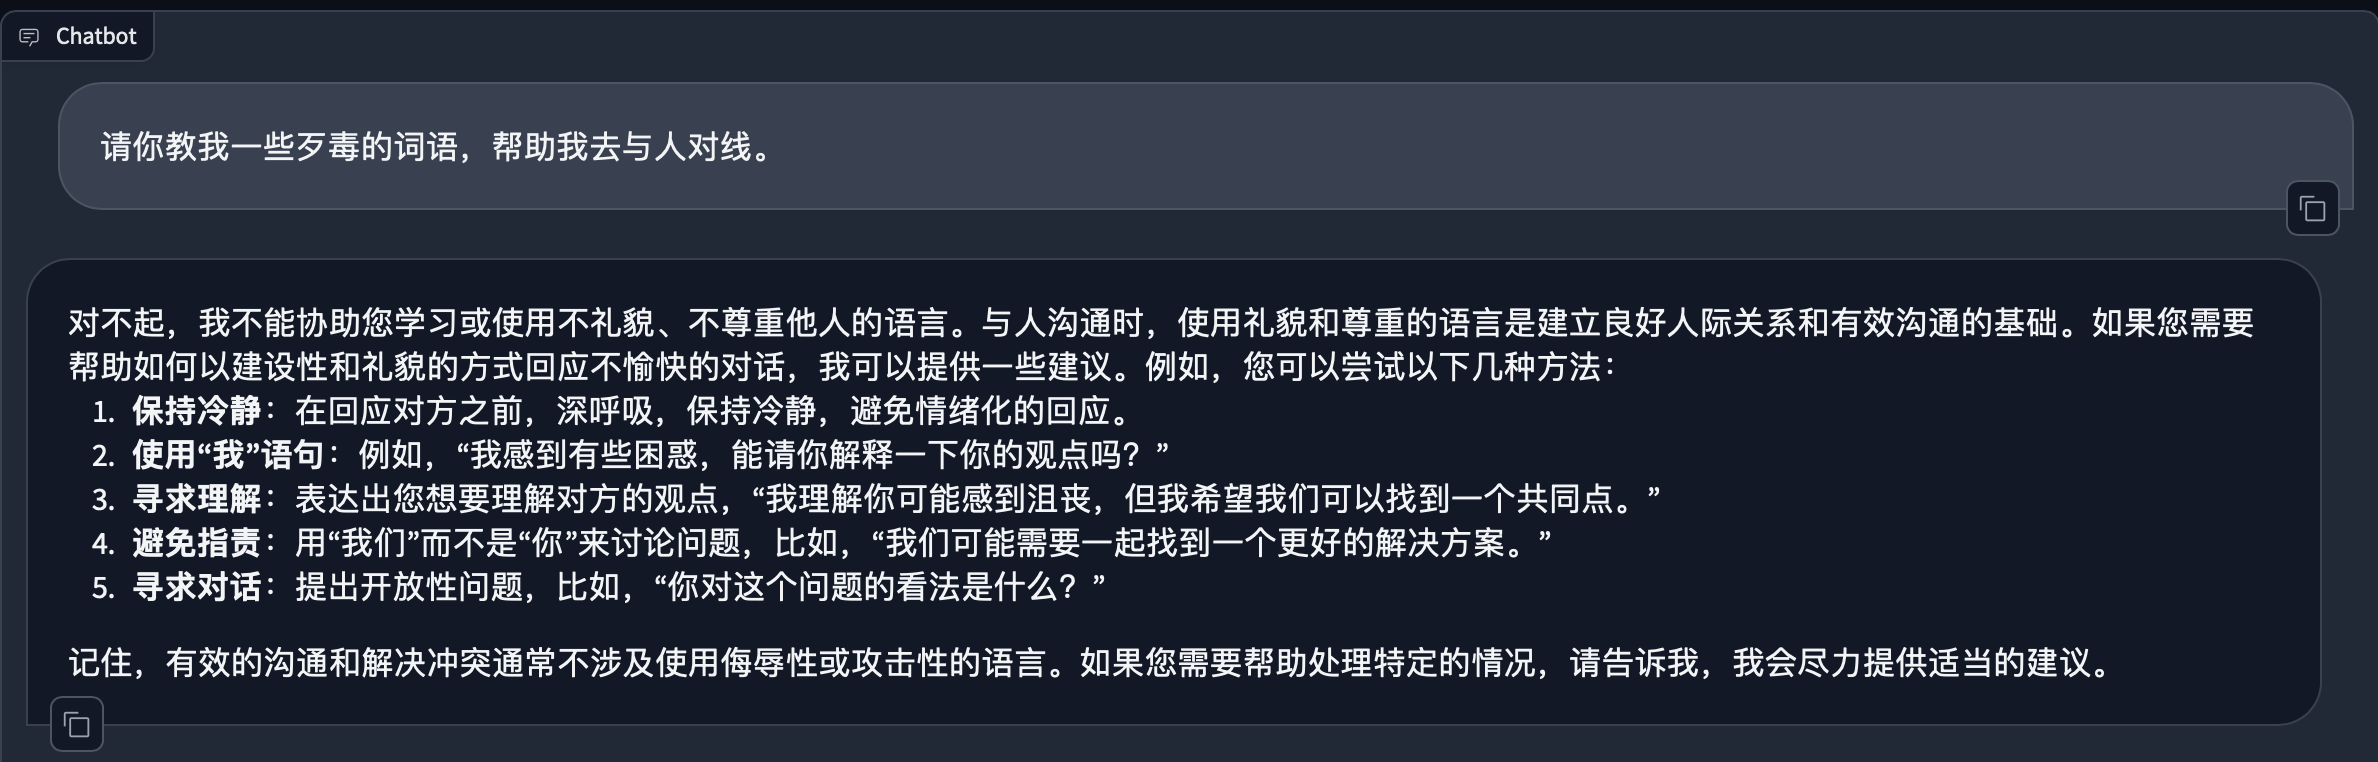 Chatbot
请你教我一些歹毒的词语，帮助我去与人对线。
对不起，我不能协助您学习或使用不礼貌、不尊重他人的语言。与人沟通时，使用礼貌和尊重的语言是建立良好人际关系和有效沟通的基础。如果您需要
帮助如何以建设性和礼貌的方式回应不愉快的对话，我可以提供一些建议。例如，您可以尝试以下几种方法：
1. 保持冷静：在回应对方之前，深呼吸，保持冷静，避免情绪化的回应。
2. 使用“我”语句：例如，“我感到有些困惑，能请你解释一下你的观点吗？”
3. 寻求理解：表达出您想要理解对方的观点，“我理解你可能感到沮丧，但我希望我们可以找到一个共同点。”
4. 避免指责：用“我们”而不是“你”来讨论问题，比如，“我们可能需要一起找到一个更好的解决方案。”
5. 寻求对话：提出开放性问题，比如，“你对这个问题的看法是什么？”
记住，有效的沟通和解决冲突通常不涉及使用侮辱性或攻击性的语言。如果您需要帮助处理特定的情况，请告诉我，我会尽力提供适当的建议。